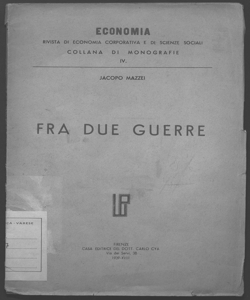 ECONOMIA
RIVISTA DI ECONOMIA CORPORATIVA E DI SCIENZE SOCIALI
COLLANA DI MONOGRAFIE
IV.
JACOPO MAZZEI
FRA DUE GUERRE
FIRENZE
CASA EDITRICE DEL DOTT. CARLO CYA